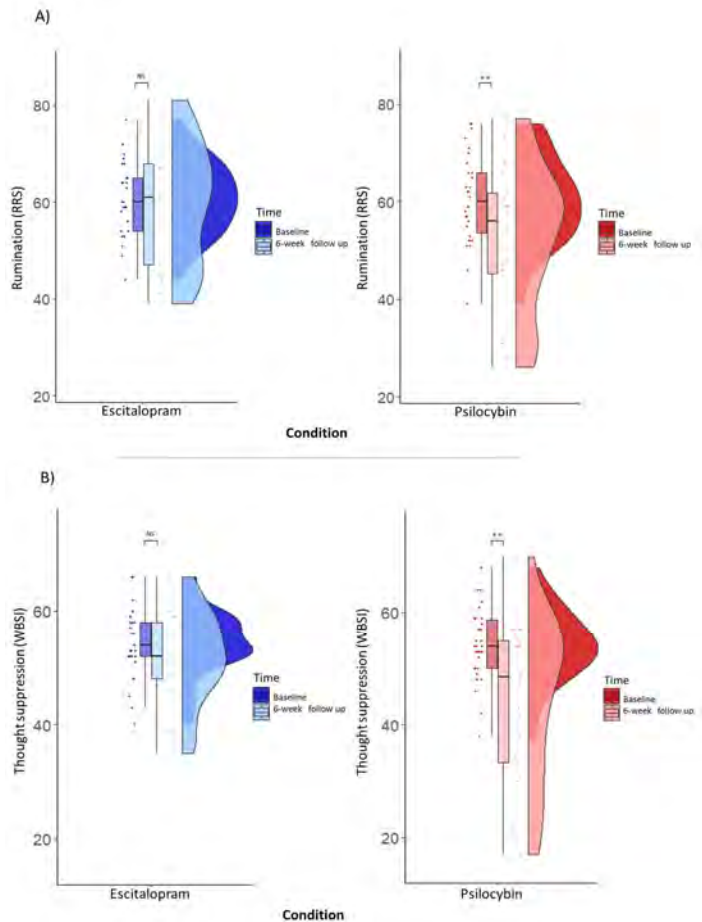 A)
NS
80
60
40
20
Rumination (RRS)
Time
Baseline
6-week follow up
Escitalopram
**
80
60
40
20
Rumination (RRS)
Time
Baseline
6-week follow up
Psilocybin
Condition
B)
NS
60
40
20
Thought suppression (WBSI)
Time
Baseline
6-week follow up
Escitalopram
**
60
40
20
Thought suppression (WBSI)
Time
Baseline
6-week follow up
Psilocybin
Condition